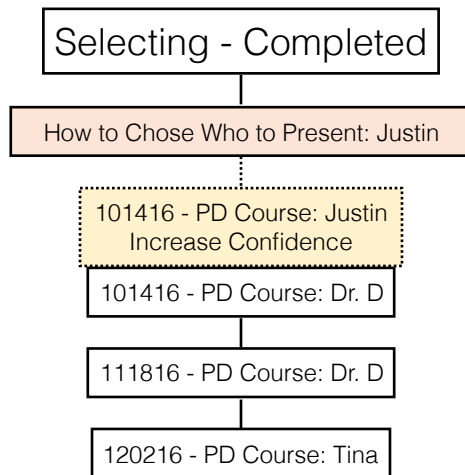 Selecting - Completed
How to Chose Who to Present: Justin
101416 - PD Course: Justin
Increase Confidence
101416 - PD Course: Dr. D
111816 - PD Course: Dr. D
120216 - PD Course: Tina